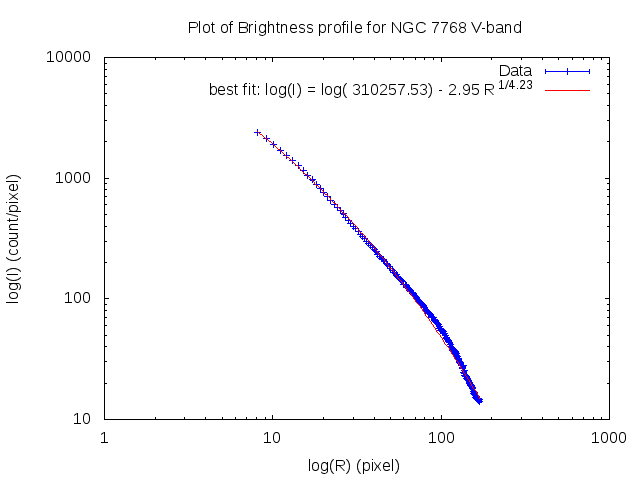 Plot of Brightness profile for NGC 7768 V-band
10000
Data
best fit: log(I) = log( 310257.53) - 2.95 R 1/4.23
1000
log(I) (count/pixel)
100
10
1 10 100 1000
log(R) (pixel)